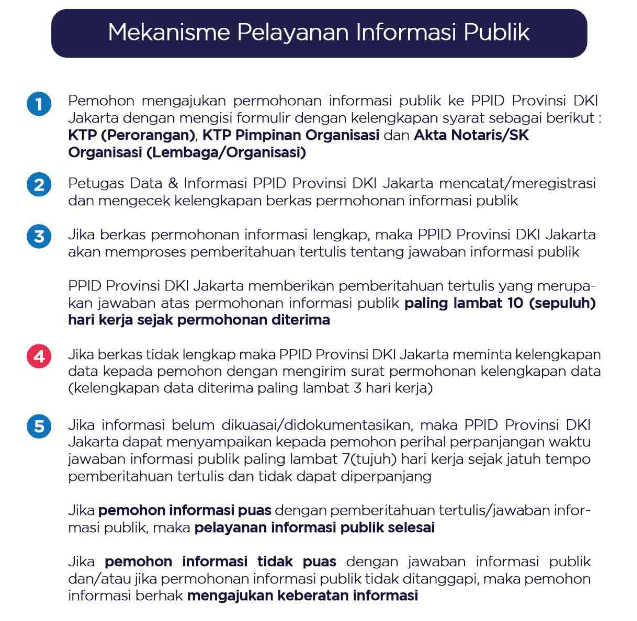 Mekanisme Pelayanan Informasi Publik
1
Pemohon mengajukan permohonan informasi publik ke PPID Provinsi DKI
Jakarta dengan mengisi formulir dengan kelengkapan syarat sebagai berikut :
KTP (Perorangan), KTP Pimpinan Organisasi dan Akta Notaris/SK
Organisasi (Lembaga/Organisasi)
2
Petugas Data & Informasi PPID Provinsi DKI Jakarta mencatat/meregistrasi
dan mengecek kelengkapan berkas permohonan informasi publik
3
Jika berkas permohonan informasi lengkap, maka PPID Provinsi DKI Jakarta
akan memproses pemberitahuan tertulis tentang jawaban informasi publik
PPID Provinsi DKI Jakarta memberikan pemberitahuan tertulis yang merupa-
kan jawaban atas permohonan informasi publik paling lambat 10 (sepuluh)
hari kerja sejak permohonan diterima
4
Jika berkas tidak lengkap maka PPID Provinsi DKI Jakarta meminta kelengkapan
data kepada pemohon dengan mengirim surat permohonan kelengkapan data
(kelengkapan data diterima paling lambat 3 hari kerja)
5
Jika informasi belum dikuasai/didokumentasikan, maka PPID Provinsi DKI
Jakarta dapat menyampaikan kepada pemohon perihal perpanjangan waktu
jawaban informasi publik paling lambat 7(tujuh) hari kerja sejak jatuh tempo
pemberitahuan tertulis dan tidak dapat diperpanjang
Jika pemohon informasi puas dengan pemberitahuan tertulis/jawaban infor-
masi publik, maka pelayanan informasi publik selesai
Jika pemohon informasi tidak puas dengan jawaban informasi publik
dan/atau jika permohonan informasi publik tidak ditanggapi, maka pemohon
informasi berhak mengajukan keberatan informasi